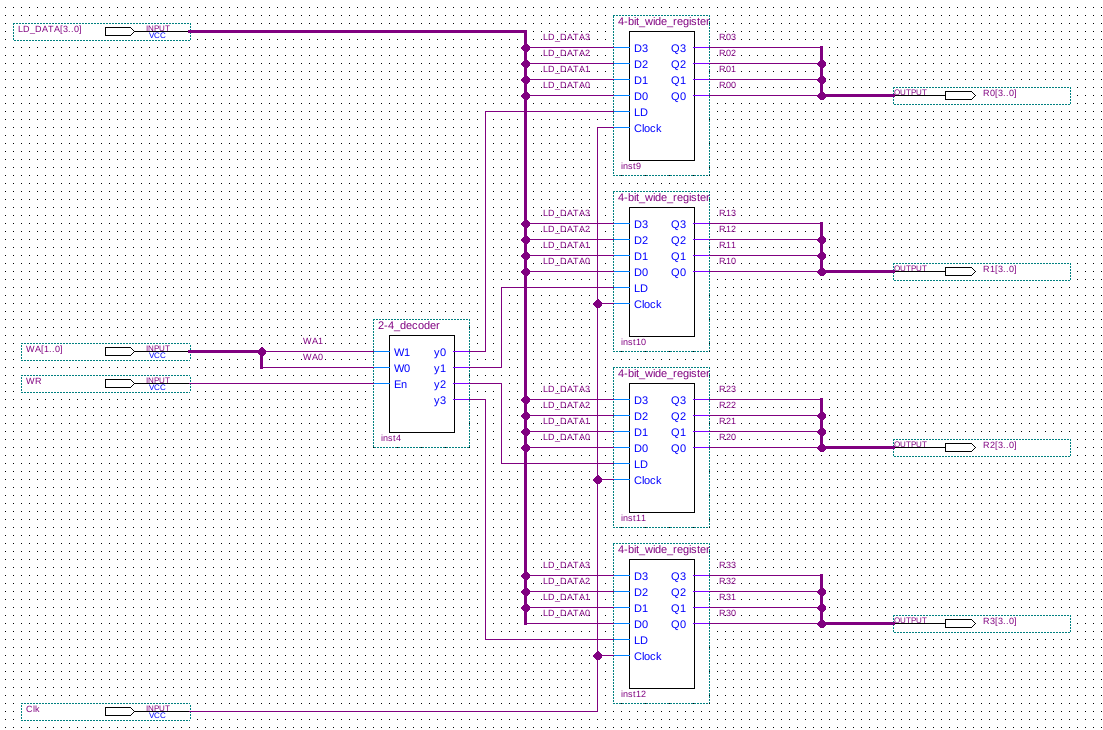 4-bit_wide_register
LD_DATA[3..0] INPUT VCC
LD_DATA3 D3 Q3 R03
LD_DATA2 D2 Q2 R02
LD_DATA1 D1 Q1 R01
LD_DATA0 D0 Q0 R00
OUTPUT R0[3..0]
LD
Clock
inst9
4-bit_wide_register
LD_DATA3 D3 Q3 R13
LD_DATA2 D2 Q2 R12
LD_DATA1 D1 Q1 R11
LD_DATA0 D0 Q0 R10
OUTPUT R1[3..0]
LD
Clock
inst10
2-4_decoder
WA[1..0] INPUT VCC
WA1 W1 y0
WA0 W0 y1
WR INPUT VCC
En y2
y3
inst4
4-bit_wide_register
LD_DATA3 D3 Q3 R23
LD_DATA2 D2 Q2 R22
LD_DATA1 D1 Q1 R21
LD_DATA0 D0 Q0 R20
OUTPUT R2[3..0]
LD
Clock
inst11
4-bit_wide_register
LD_DATA3 D3 Q3 R33
LD_DATA2 D2 Q2 R32
LD_DATA1 D1 Q1 R31
LD_DATA0 D0 Q0 R30
OUTPUT R3[3..0]
LD
Clock
inst12
Clk INPUT VCC